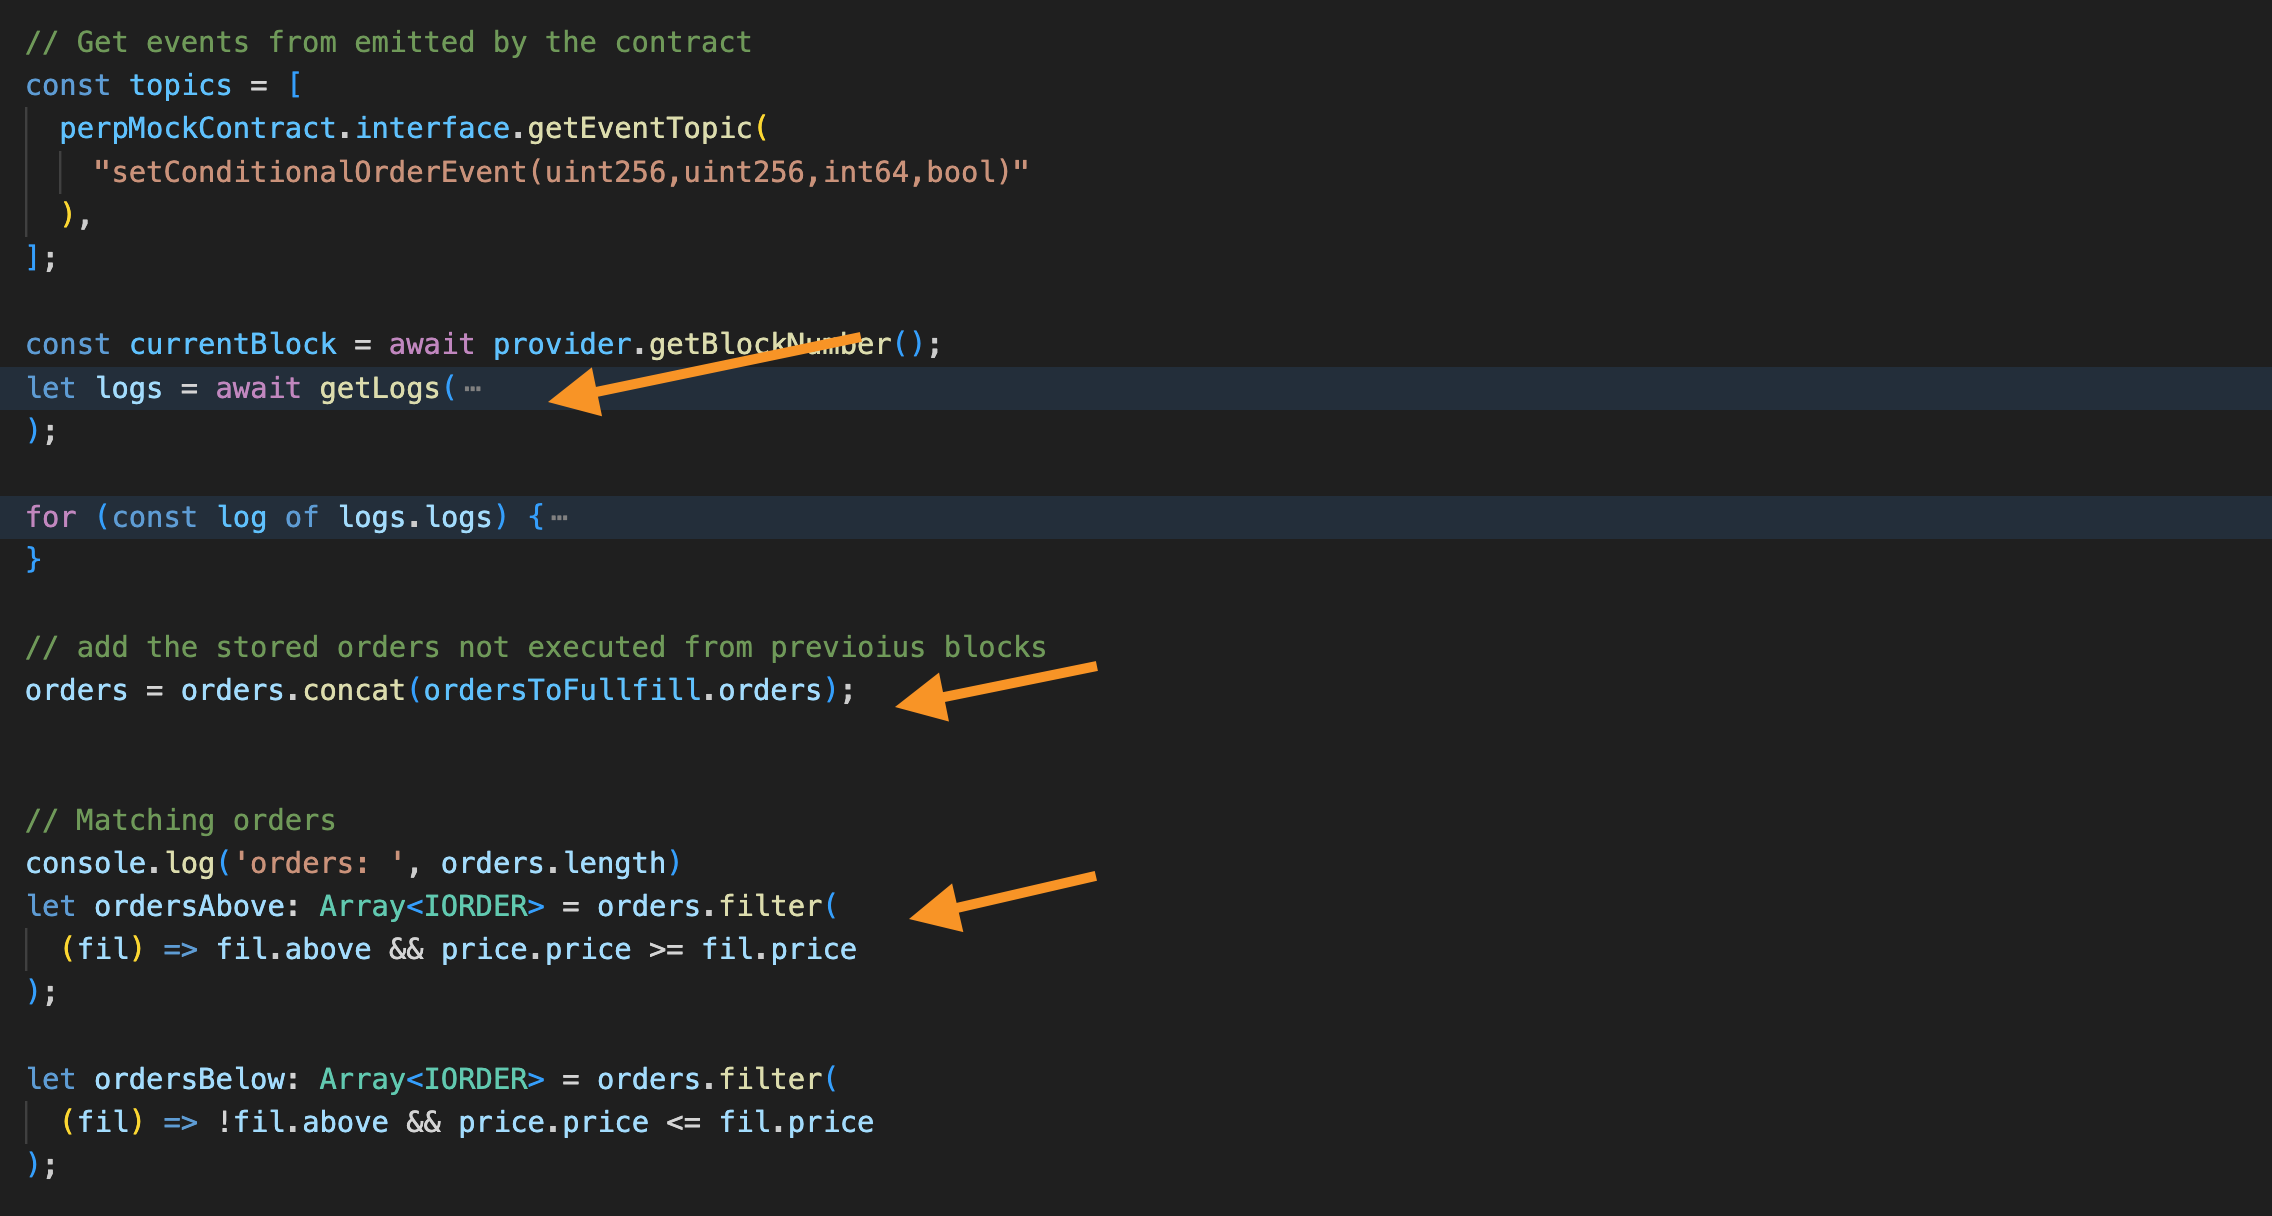 // Get events from emitted by the contract
const topics = [
perpMockContract.interface.getEventTopic(
"setConditionalOrderEvent(uint256,uint256,int64,bool)"
),
];
const currentBlock = await provider.getBlockNumber();
let logs = await getLogs(⋯
);
for (const log of logs.logs) {⋯
}
// add the stored orders not executed from previoius blocks
orders = orders.concat(ordersToFullfill.orders);
// Matching orders
console.log('orders: ', orders.length)
let ordersAbove: Array<IORDER> = orders.filter(
(fil) => fil.above && price.price >= fil.price
);
let ordersBelow: Array<IORDER> = orders.filter(
(fil) => !fil.above && price.price <= fil.price
);